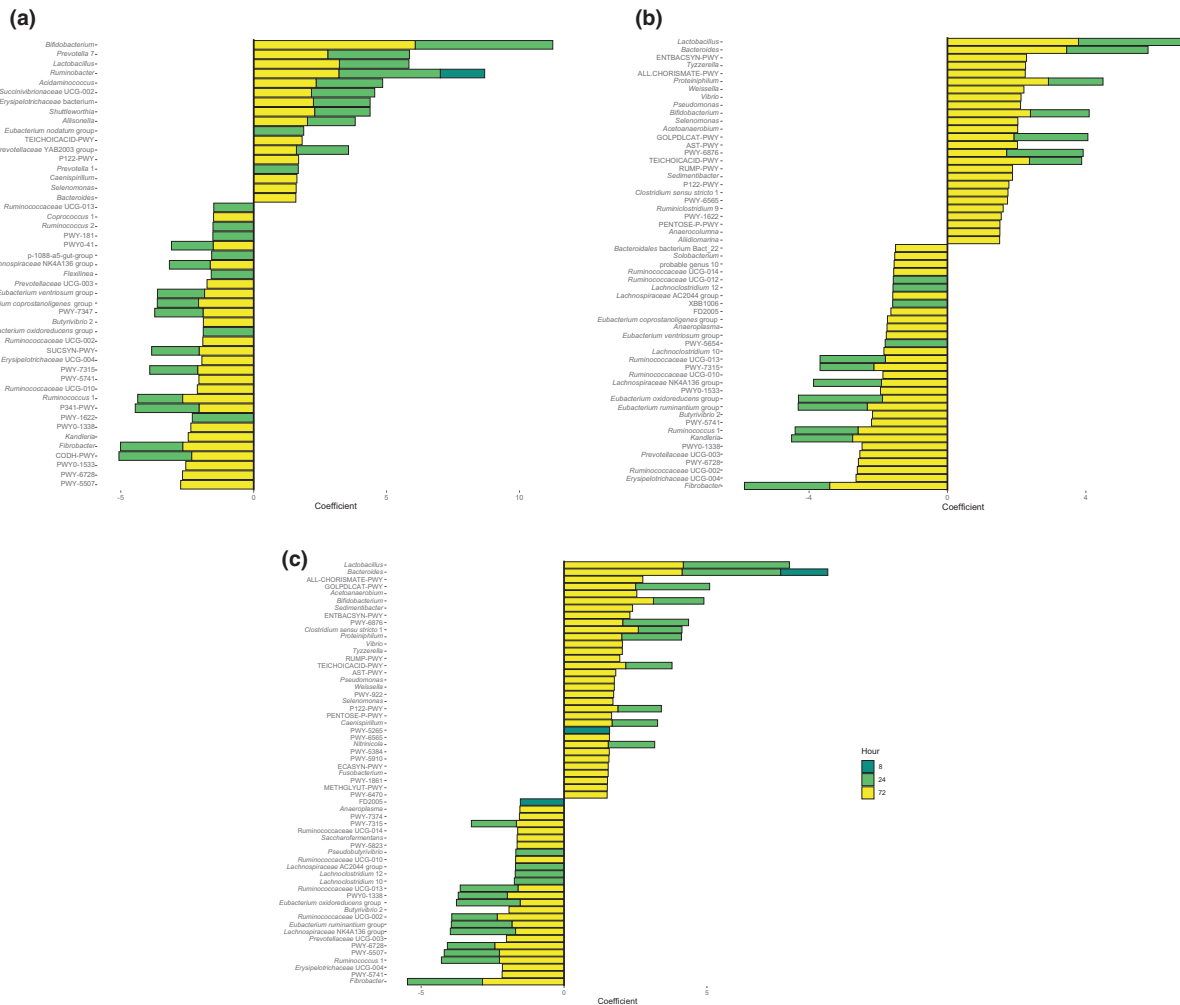 (a)
Bifidobacterium
Prevotella 7
Lactobacillus
Ruminobacter
Acidaminococcus
Succinivibrionaceae UCG-002
Erysipelotrichaceae bacterium
Shuttleworthia
Allisonella
Eubacterium nodatum group
TEICHOICACID-PWY
revotellaceae YAB2003 group
P122-PWY
Prevotella 1
Caenispirillum
Selenomonas
Bacteroides
Ruminococcaceae UCG-013
Coprococcus 1
Ruminococcus 2
PWY-181
PWY0-41
p-1088-a5-gut-group
chnospiraceae NK4A136 group
Flexilinea
Prevotellaceae UCG-003
Eubacterium ventriosum group
ium coprostanoligenes group
PWY-7347
Butyrivibrio 2
bacterium oxidoreducens group
Ruminococcaceae UCG-002
SUCSYN-PWY
Erysipelotrichaceae UCG-004
PWY-7315
PWY-5741
Ruminococcaceae UCG-010
Ruminococcus 1
P341-PWY
PWY-1622
PWY0-1338
Kandleria
Fibrobacter
CODH-PWY
PWY0-1533
PWY-6728
PWY-5507
-5 0 5 10
Coefficient
(b)
Lactobacillus
Bacteroides
ENTBACSYN-PWY
Tyzzerella
ALL.CHORISMATE-PWY
Proteiniphilum
Weissella
Vibrio
Pseudomonas
Bifidobacterium
Selenomonas
Acetoanaerobium
GOLPDLCAT-PWY
AST-PWY
PWY-6876
TEICHOICACID-PWY
RUMP-PWY
Sedimentibacter
P122-PWY
Clostridium sensu stricto 1
PWY-6565
Ruminiclostridium 9
PWY-1622
PENTOSE-P-PWY
Anaerocolumna
Aliidiomarina
Bacteroidales bacterium Bact_22
Solobacterium
probable genus 10
Ruminococcaceae UCG-014
Ruminococcaceae UCG-012
Lachnoclostridium 12
Lachnospiraceae AC2044 group
XBB1006
FD2005
Eubacterium coprostanoligenes group
Anaeroplasma
Eubacterium ventriosum group
PWY-5654
Lachnoclostridium 10
Ruminococcaceae UCG-013
PWY-7315
Ruminococcaceae UCG-010
Lachnospiraceae NK4A136 group
PWY0-1533
Eubacterium oxidoreducens group
Eubacterium ruminantium group
Butyrivibrio 2
PWY-5741
Ruminococcus 1
Kandleria
PWY0-1338
Prevotellaceae UCG-003
PWY-6728
Ruminococcaceae UCG-002
Erysipelotrichaceae UCG-004
Fibrobacter
-4 0 4
Coefficient
(c)
Lactobacillus
Bacteroides
ALL-CHORISMATE-PWY
GOLPDLCAT-PWY
Acetoanaerobium
Bifidobacterium
Sedimentibacter
ENTBACSYN-PWY
PWY-6876
Clostridium sensu stricto 1
Proteiniphilum
Vibrio
Tyzzerella
RUMP-PWY
TEICHOICACID-PWY
AST-PWY
Pseudomonas
Weissella
PWY-922
Selenomonas
P122-PWY
PENTOSE-P-PWY
Caenispirillum
PWY-5265
PWY-6565
Nitrinicola
PWY-5384
PWY-5910
ECASYN-PWY
Fusobacterium
PWY-1861
METHGLYUT-PWY
PWY-6470
FD2005
Anaeroplasma
PWY-7374
PWY-7315
Ruminococcaceae UCG-014
Saccharofermentans
PWY-5823
Pseudobutyrivibrio
Ruminococcaceae UCG-010
Lachnospiraceae AC2044 group
Lachnoclostridium 12
Lachnoclostridium 10
Ruminococcaceae UCG-013
PWY0-1338
Eubacterium oxidoreducens group
Butyrivibrio 2
Ruminococcaceae UCG-002
Eubacterium ruminantium group
Lachnospiraceae NK4A136 group
Prevotellaceae UCG-003
PWY-6728
PWY-5507
Ruminococcus 1
Erysipelotrichaceae UCG-004
PWY-5741
Fibrobacter
-5 0 5
Coefficient
Hour
8
24
72